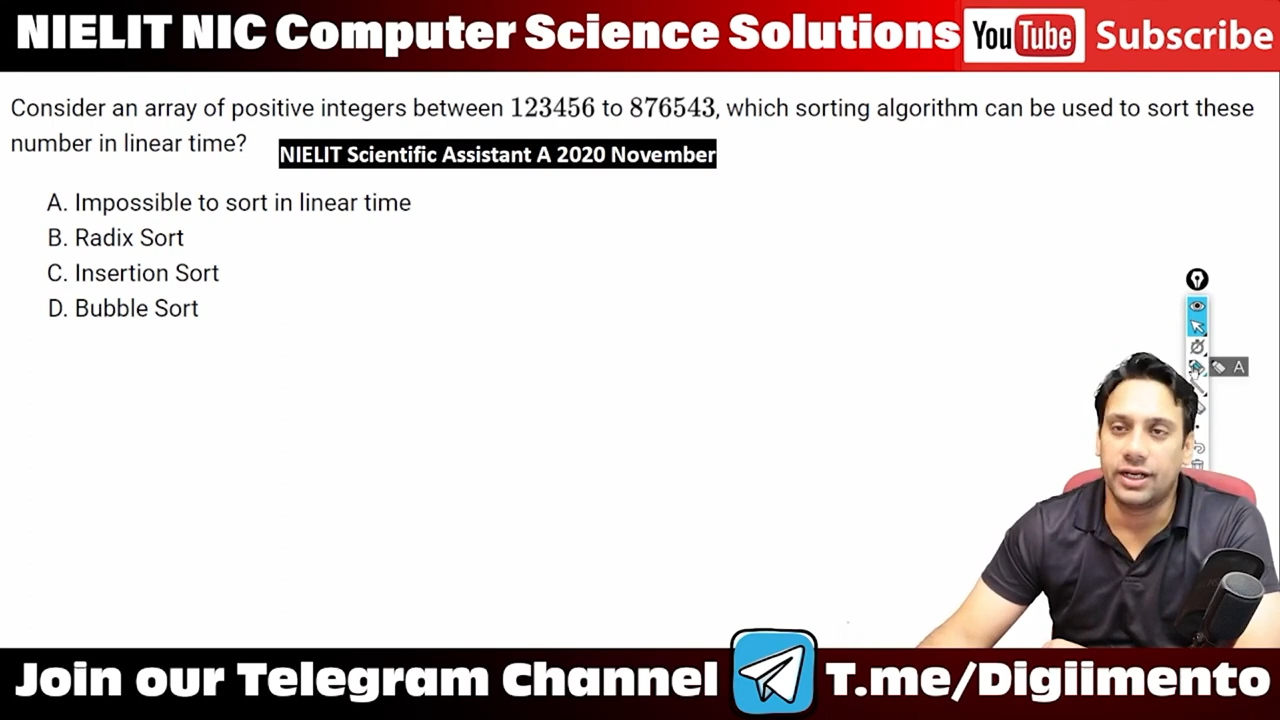 NIELIT NIC Computer Science Solutions YouTube Subscribe
Consider an array of positive integers between 123456 to 876543, which sorting algorithm can be used to sort these
number in linear time?
NIELIT Scientific Assistant A 2020 November
A. Impossible to sort in linear time
B. Radix Sort
C. Insertion Sort
D. Bubble Sort
A
Join our Telegram Channel T.me/Digiimento